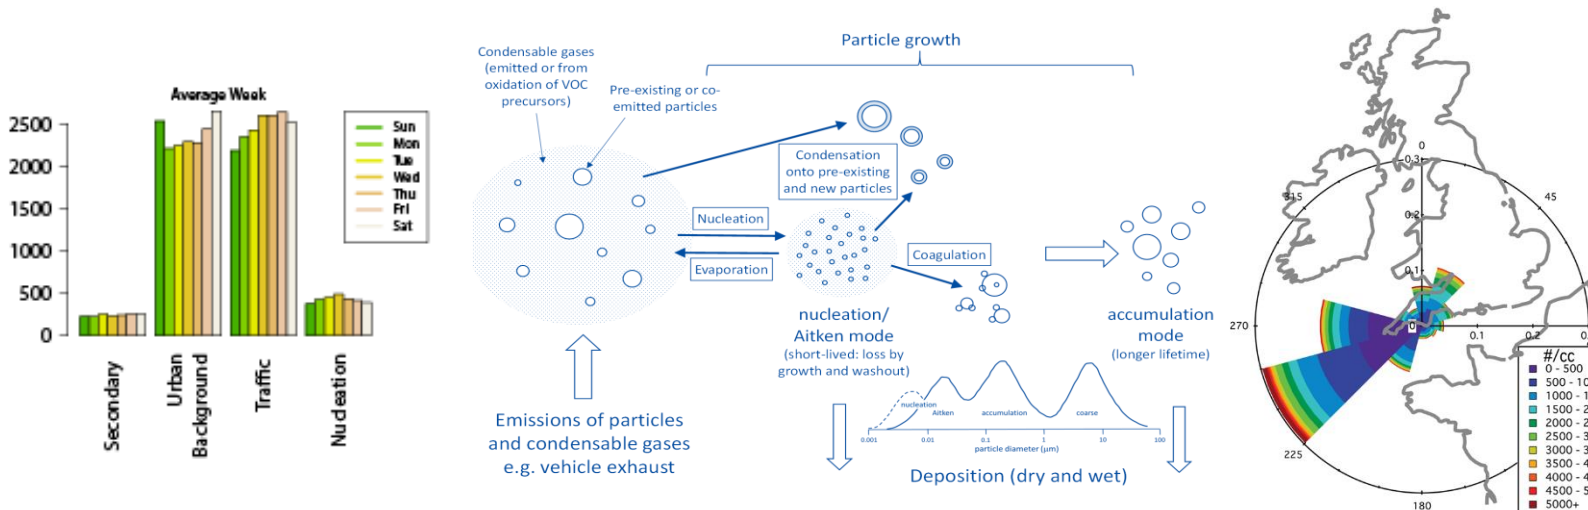 Average Week
2500
2000
1500
1000
500
0
Sun
Mon
Tue
Wed
Thu
Fri
Sat
Secondary
Urban
Background
Traffic
Nucleation
Particle growth
Condensable gases
(emitted or from
oxidation of VOC
precursors)
Pre-existing or co-
emitted particles
Condensation
onto pre-existing
and new particles
Nucleation
Evaporation
Coagulation
nucleation/
Aitken mode
(short-lived: loss by
growth and washout)
accumulation
mode
(longer lifetime)
Emissions of particles
and condensable gases
e.g. vehicle exhaust
nucleation
Aitken
accumulation
coarse
0.001
0.01
0.1
1
10
100
particle diameter (µm)
Deposition (dry and wet)
0
0.3
315
45
0.2
0.1
270
0
0.1
0.2
225
180
#/cc
0 - 500
500 - 10
1000 - 1
1500 - 2
2000 - 2
2500 - 3
3000 - 3
3500 - 4
4000 - 4
4500 - 5
5000+